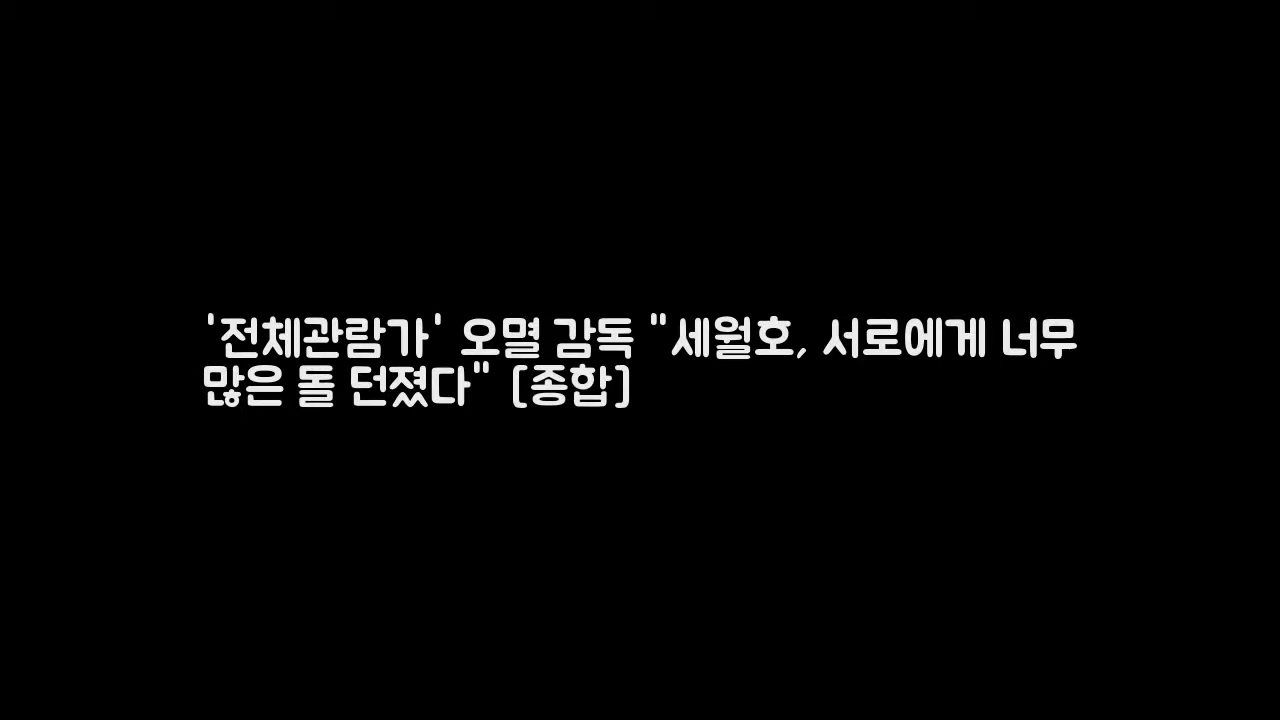 '전체관람가' 오멸 감독 "세월호, 서로에게 너무
많은 돌 던졌다" [종합]